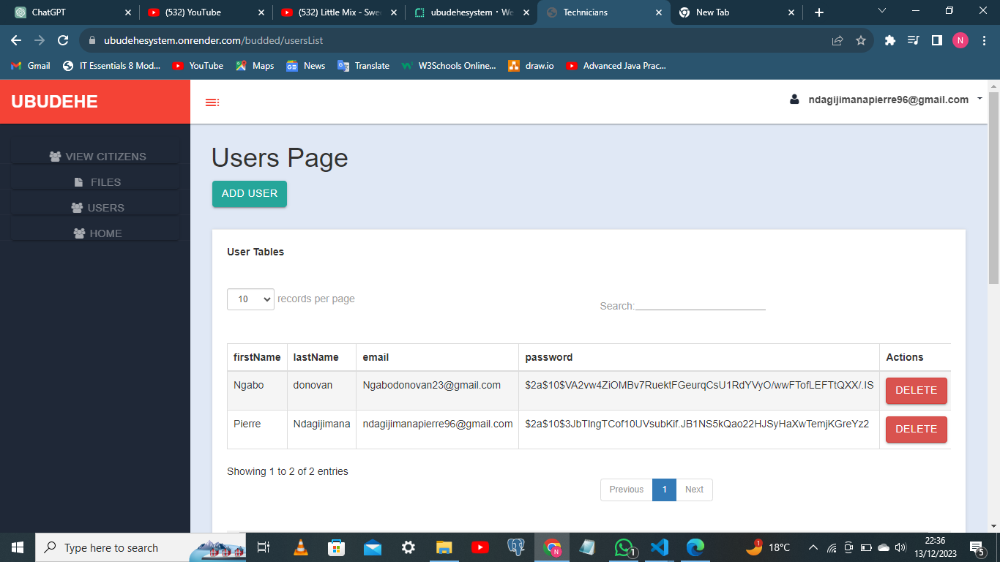 ChatGPT
(532) YouTube
(532) Little Mix - Swe
ubudehesystem · We
Technicians
New Tab
ubudehesystem.onrender.com/budded/usersList
N
Gmail
IT Essentials 8 Mod...
YouTube
Maps
News
Translate
W3Schools Online...
draw.io
Advanced Java Prac...
UBUDEHE
ndagijimanapierre96@gmail.com
VIEW CITIZENS
FILES
USERS
HOME
Users Page
ADD USER
User Tables
10 records per page
Search:
firstName lastName email password Actions
Ngabo donovan Ngabodonovan23@gmail.com $2a$10$VA2vw4ZiOMBv7RuektFGeurqCsU1RdYVyO/wwFTofLEFTtQXX/.IS DELETE
Pierre Ndagijimana ndagijimanapierre96@gmail.com $2a$10$3JbTIngTCof10UVsubKif.JB1NS5kQao22HJSyHaXwTemjKGreYz2 DELETE
Showing 1 to 2 of 2 entries
Previous 1 Next
Type here to search
N
1
1
18°C
22:36
13/12/2023
5